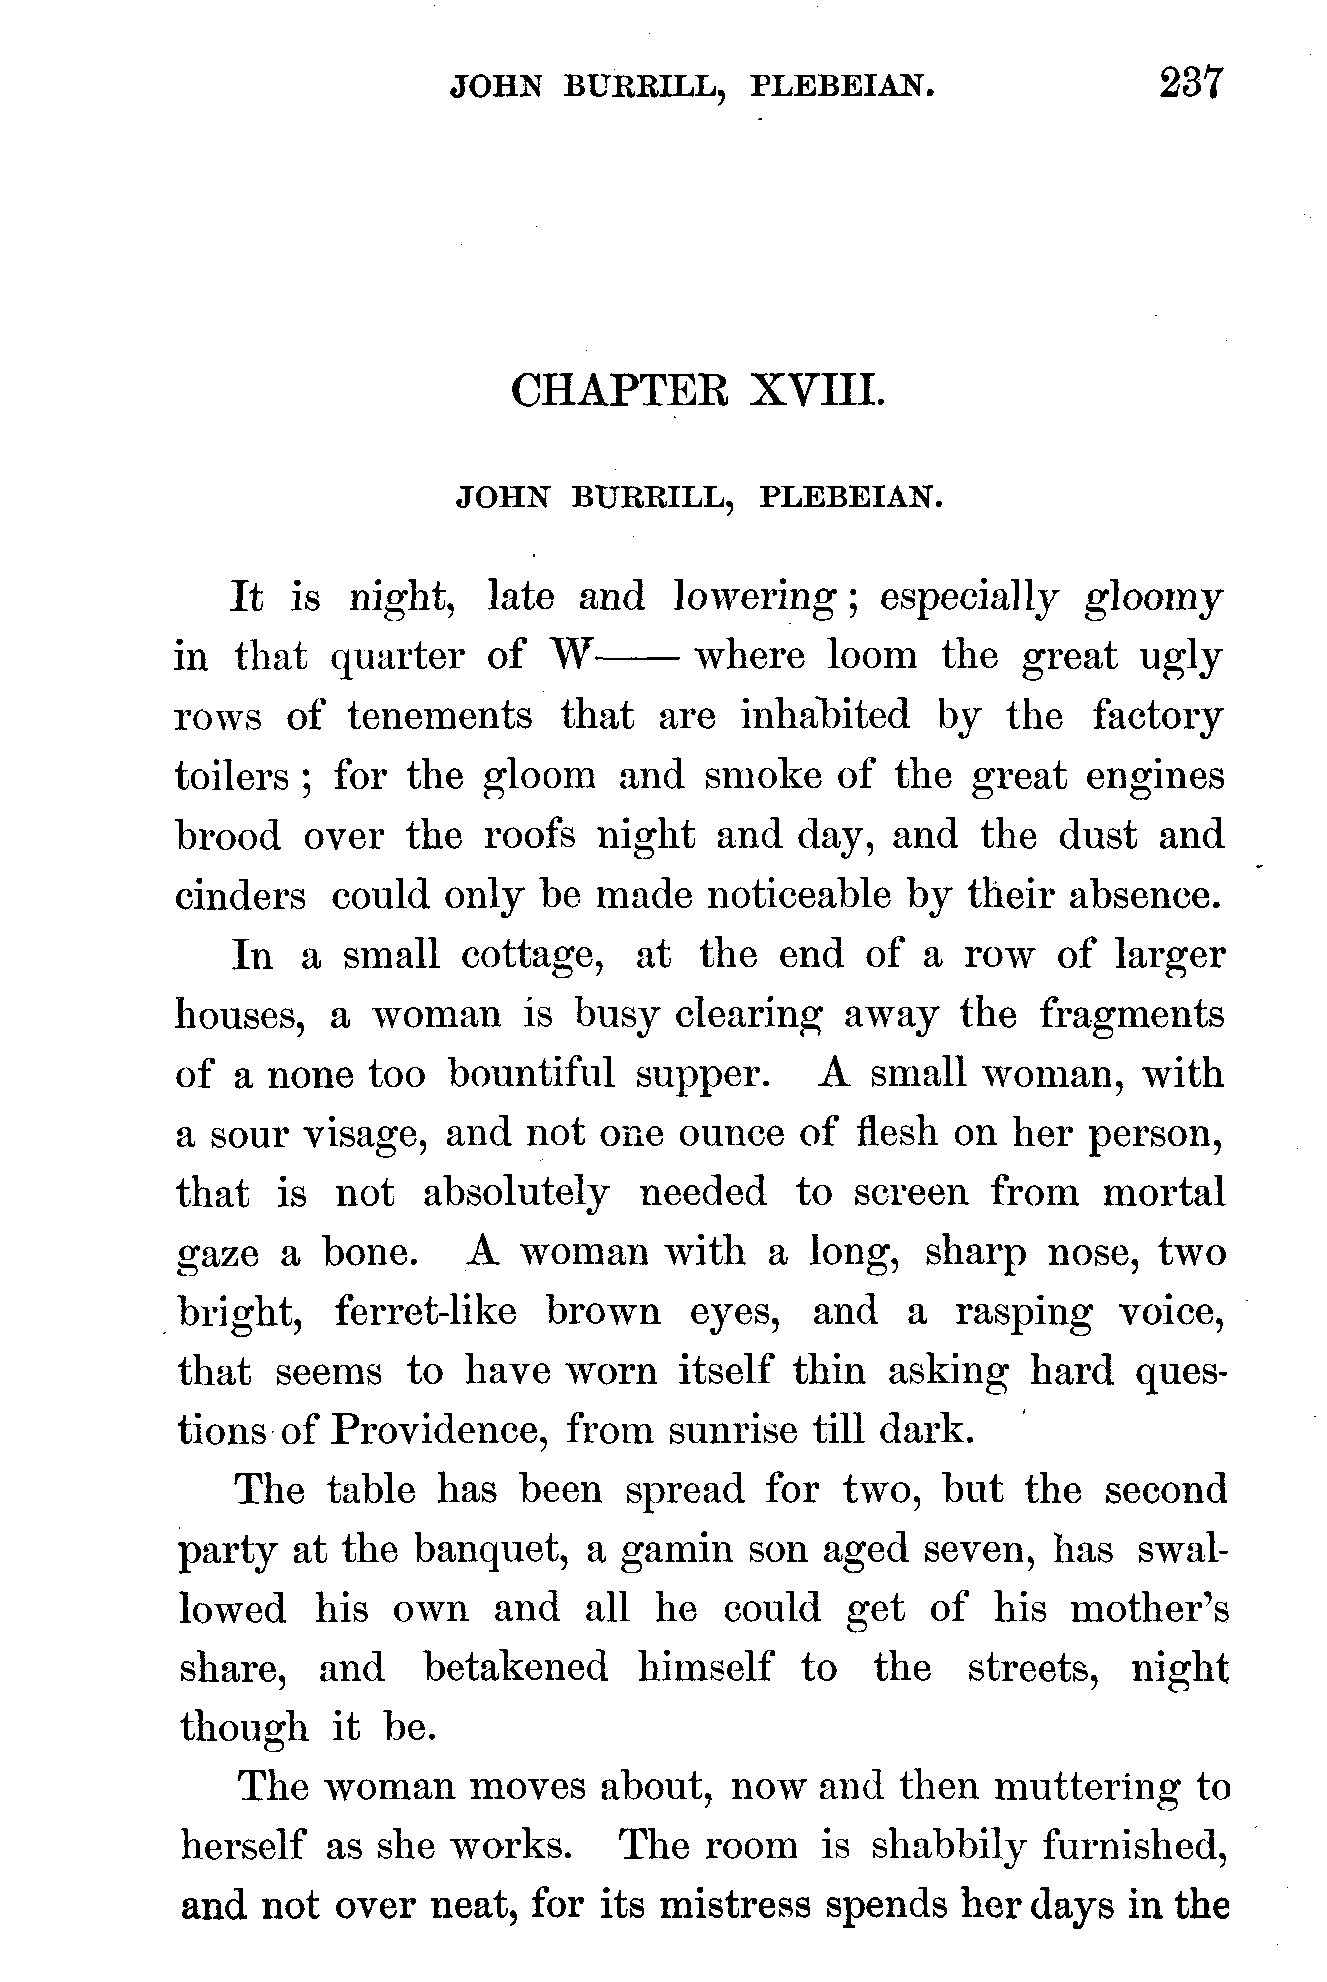 JOHN BURRILL, PLEBEIAN. 237
CHAPTER XVIII.
JOHN BURRILL, PLEBEIAN.
It is night, late and lowering; especially gloomy
in that quarter of W—— where loom the great ugly
rows of tenements that are inhabited by the factory
toilers; for the gloom and smoke of the great engines
brood over the roofs night and day, and the dust and
cinders could only be made noticeable by their absence.
In a small cottage, at the end of a row of larger
houses, a woman is busy clearing away the fragments
of a none too bountiful supper. A small woman, with
a sour visage, and not one ounce of flesh on her person,
that is not absolutely needed to screen from mortal
gaze a bone. A woman with a long, sharp nose, two
bright, ferret-like brown eyes, and a rasping voice,
that seems to have worn itself thin asking hard ques-
tions of Providence, from sunrise till dark.
The table has been spread for two, but the second
party at the banquet, a gamin son aged seven, has swal-
lowed his own and all he could get of his mother's
share, and betakened himself to the streets, night
though it be.
The woman moves about, now and then muttering to
herself as she works. The room is shabbily furnished,
and not over neat, for its mistress spends her days in the